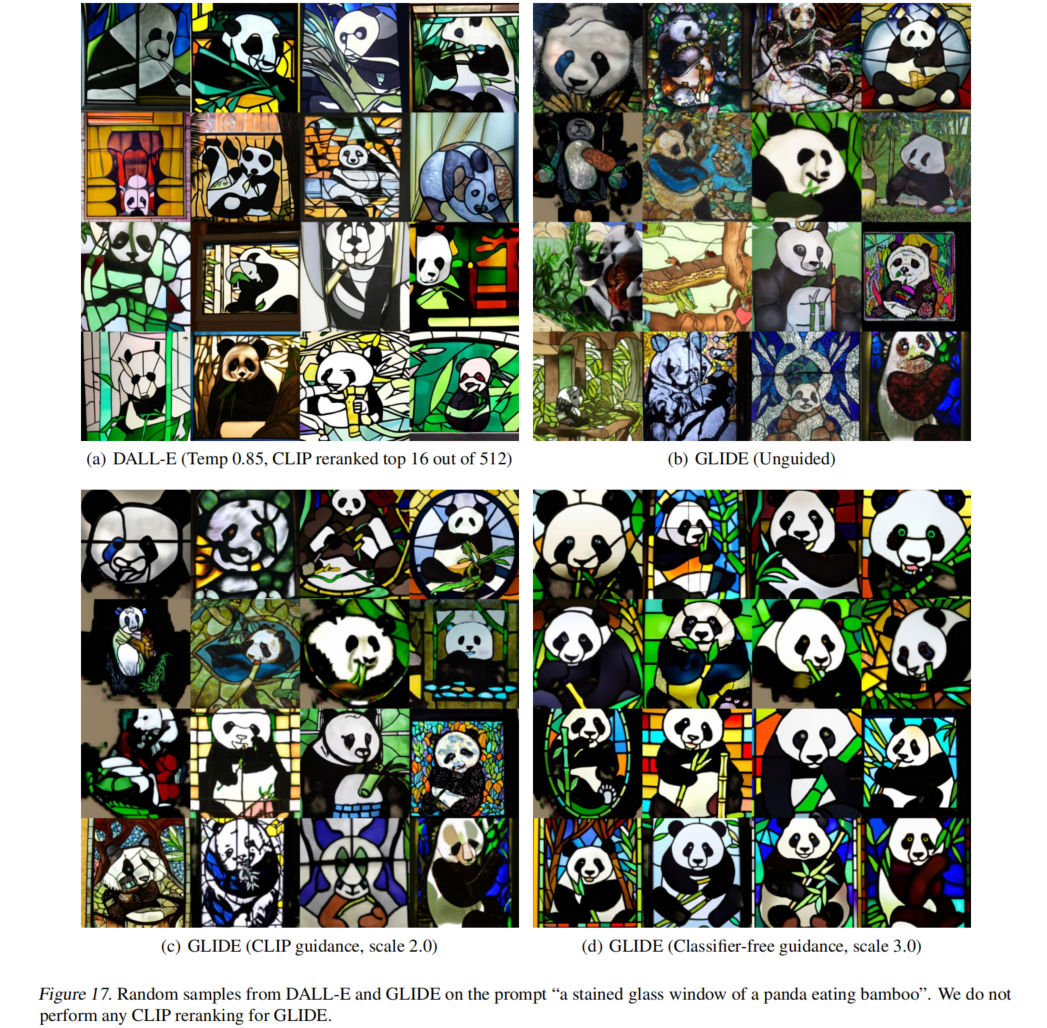 (a) DALL-E (Temp 0.85, CLIP reranked top 16 out of 512)
(b) GLIDE (Unguided)
(c) GLIDE (CLIP guidance, scale 2.0)
(d) GLIDE (Classifier-free guidance, scale 3.0)
Figure 17. Random samples from DALL-E and GLIDE on the prompt “a stained glass window of a panda eating bamboo”. We do not
perform any CLIP reranking for GLIDE.